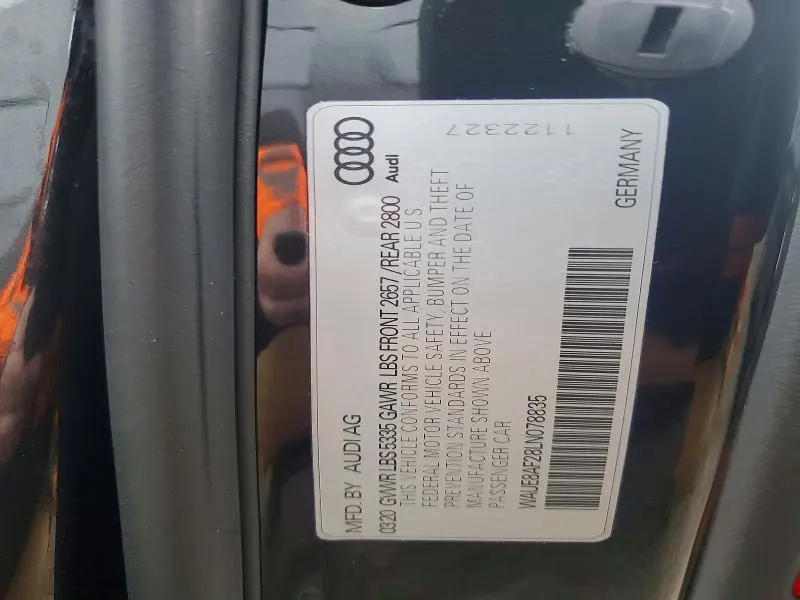 MFD. BY AUDI AG
0320 GVWR LBS 5335 GAWR LBS FRONT 2657 / REAR 2800
THIS VEHICLE CONFORMS TO ALL APPLICABLE U.S.
FEDERAL MOTOR VEHICLE SAFETY, BUMPER AND THEFT
PREVENTION STANDARDS IN EFFECT ON THE DATE OF
MANUFACTURE SHOWN ABOVE
PASSENGER CAR
WAUE8AF28LN078835
GERMANY
Audi
1122327